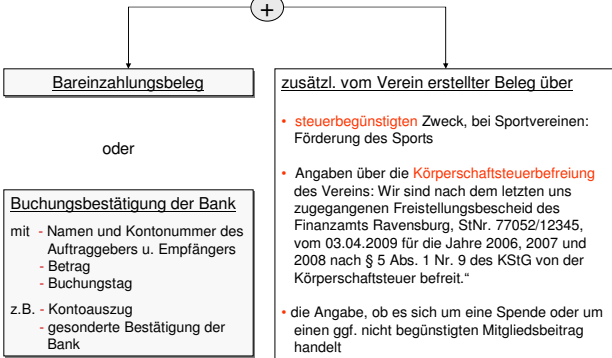 +
Bareinzahlungsbeleg
oder
Buchungsbestätigung der Bank
mit - Namen und Kontonummer des
Auftraggebers u. Empfängers
- Betrag
- Buchungstag
z.B. - Kontoauszug
- gesonderte Bestätigung der
Bank
zusätzl. vom Verein erstellter Beleg über
• steuerbegünstigten Zweck, bei Sportvereinen:
Förderung des Sports
• Angaben über die Körperschaftsteuerbefreiung
des Vereins: Wir sind nach dem letzten uns
zugegangenen Freistellungsbescheid des
Finanzamts Ravensburg, StNr. 77052/12345,
vom 03.04.2009 für die Jahre 2006, 2007 und
2008 nach § 5 Abs. 1 Nr. 9 des KStG von der
Körperschaftsteuer befreit.“
• die Angabe, ob es sich um eine Spende oder um
einen ggf. nicht begünstigten Mitgliedsbeitrag
handelt